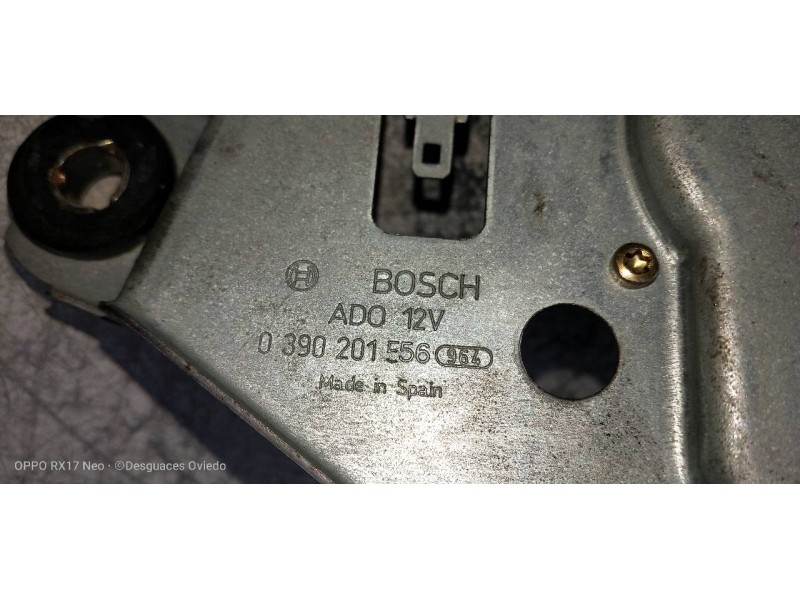 BOSCH
ADO 12V
0 390 201 556 964
Made in Spain
OPPO RX17 Neo · ©Desguaces Oviedo